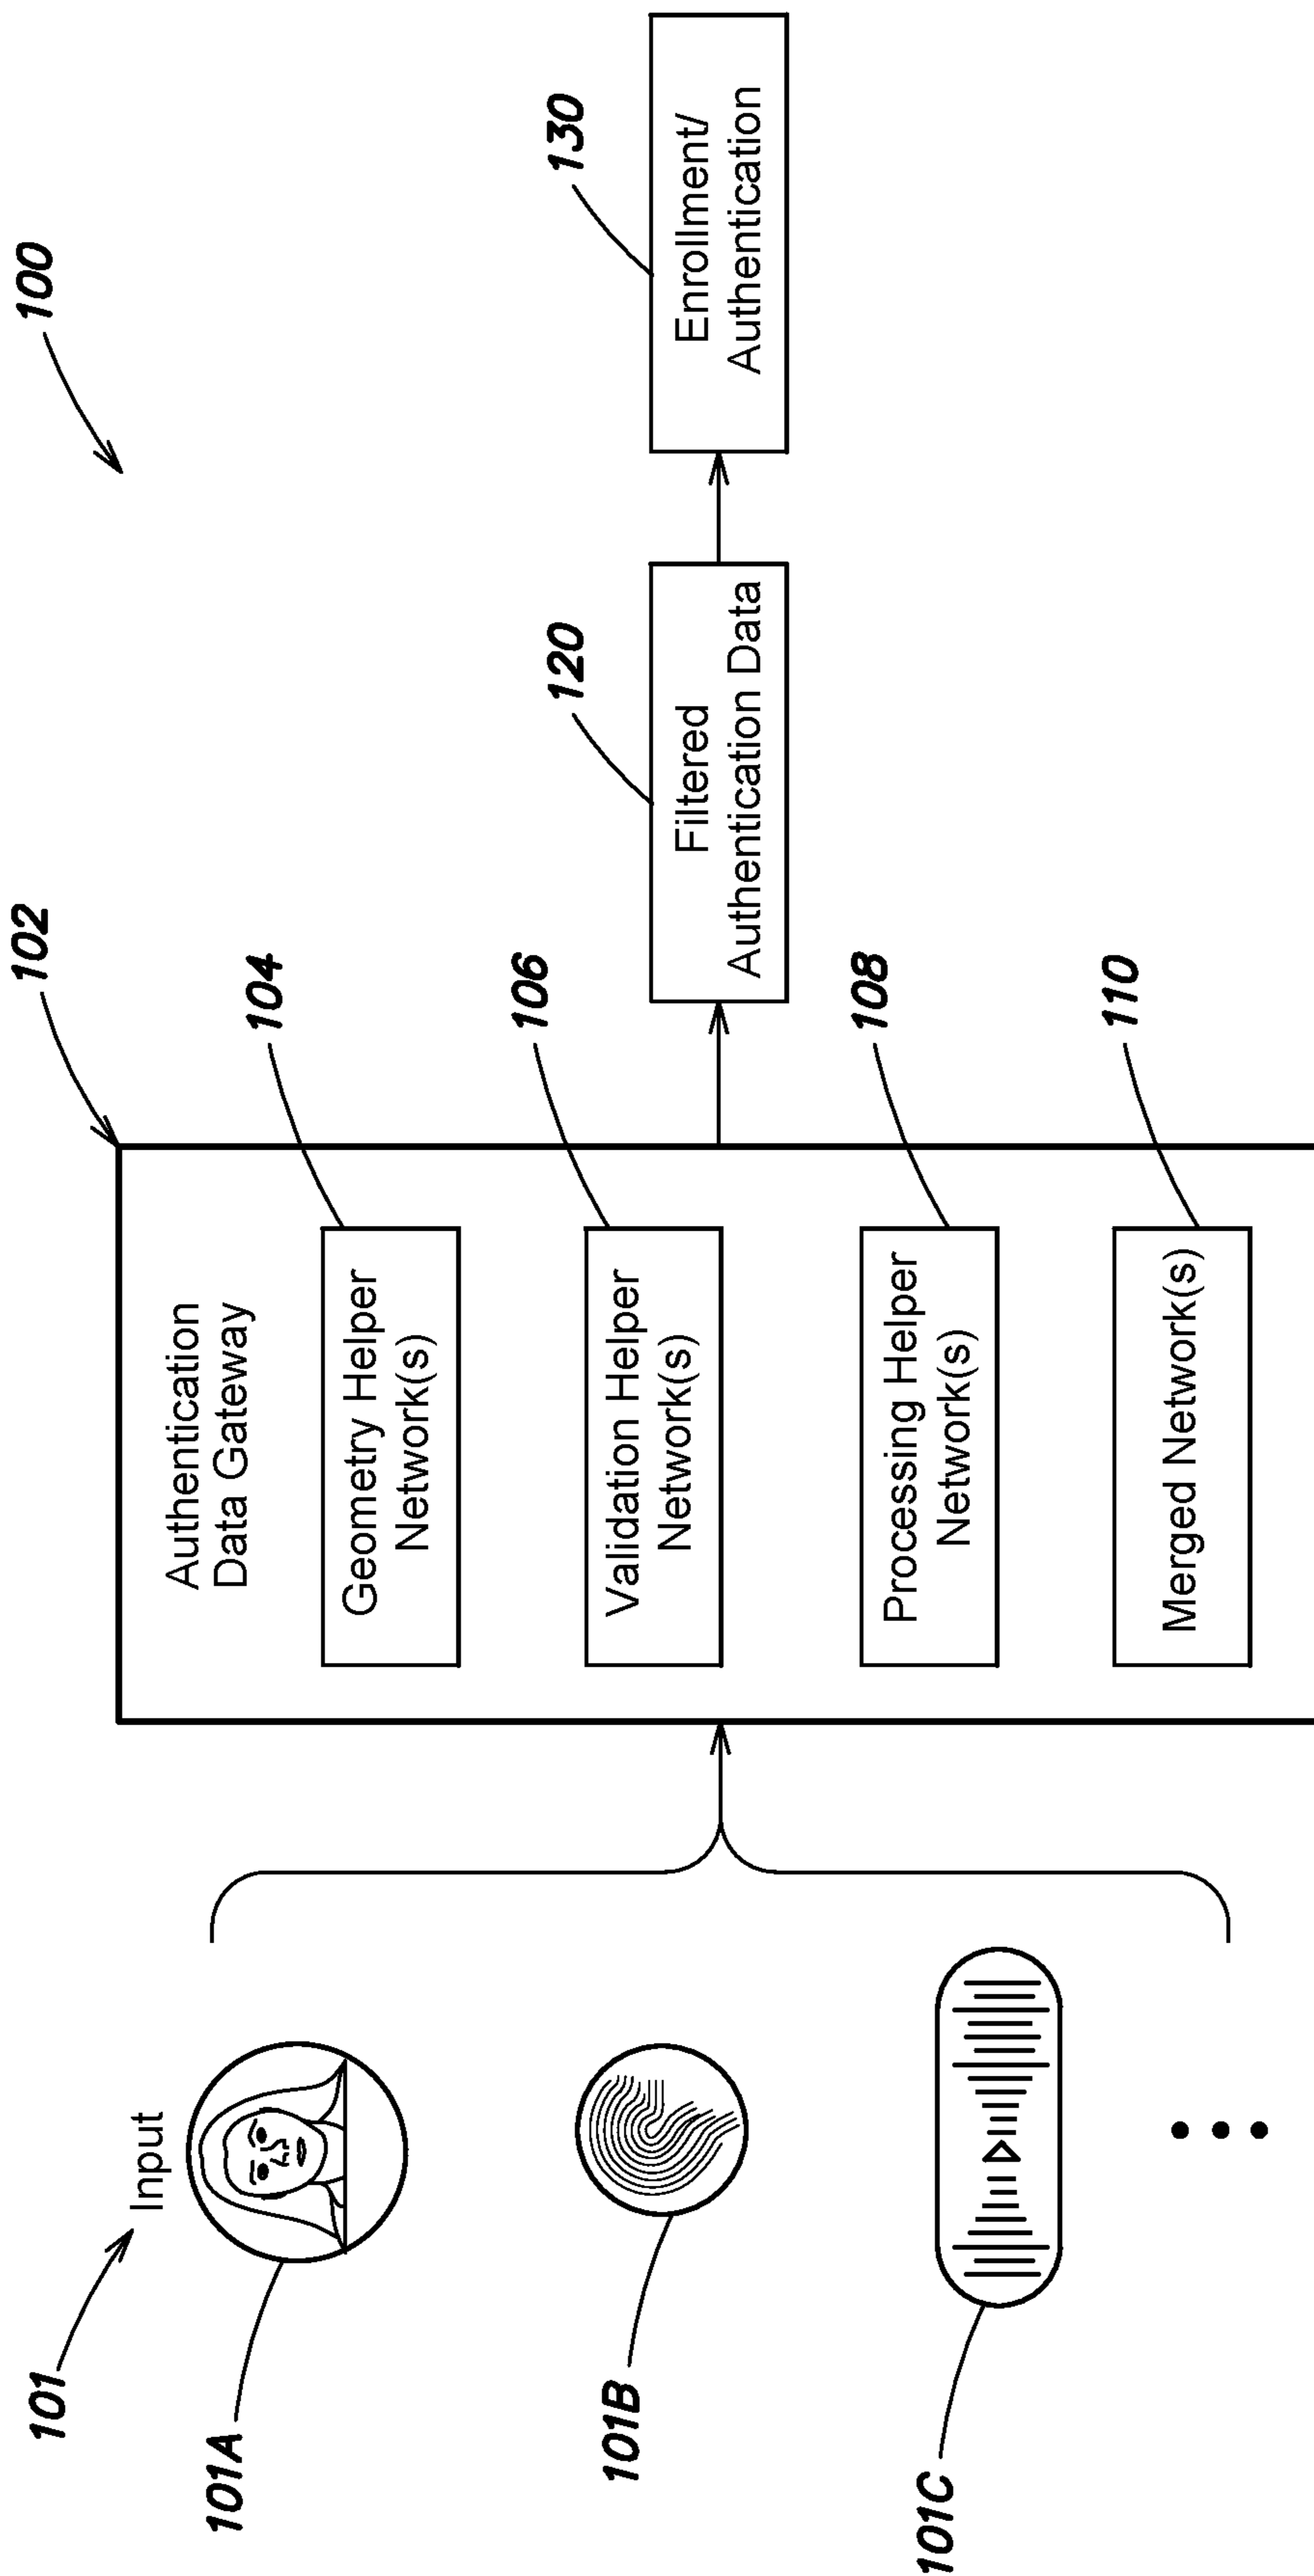 100
101
Input
101A
101B
101C
102
Authentication
Data Gateway
104
Geometry Helper
Network(s)
106
Validation Helper
Network(s)
108
Processing Helper
Network(s)
110
Merged Network(s)
120
Filtered
Authentication Data
130
Enrollment/
Authentication